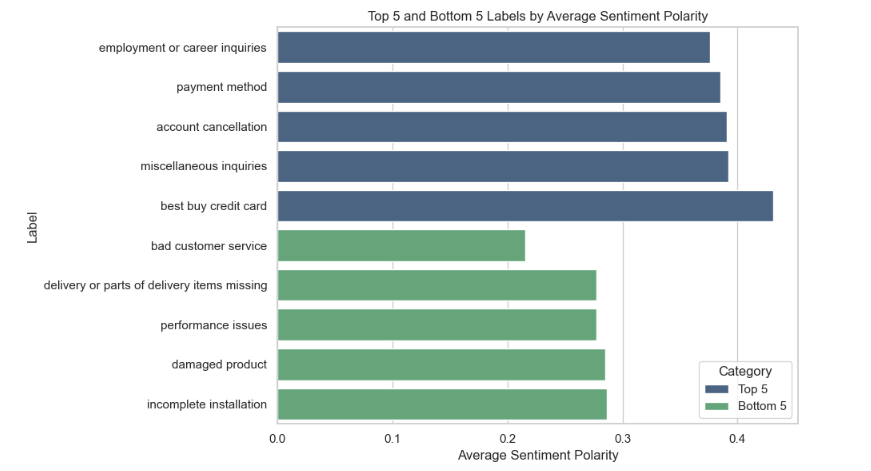 Top 5 and Bottom 5 Labels by Average Sentiment Polarity
Label
employment or career inquiries
payment method
account cancellation
miscellaneous inquiries
best buy credit card
bad customer service
delivery or parts of delivery items missing
performance issues
damaged product
incomplete installation
Category
Top 5
Bottom 5
0.0 0.1 0.2 0.3 0.4
Average Sentiment Polarity